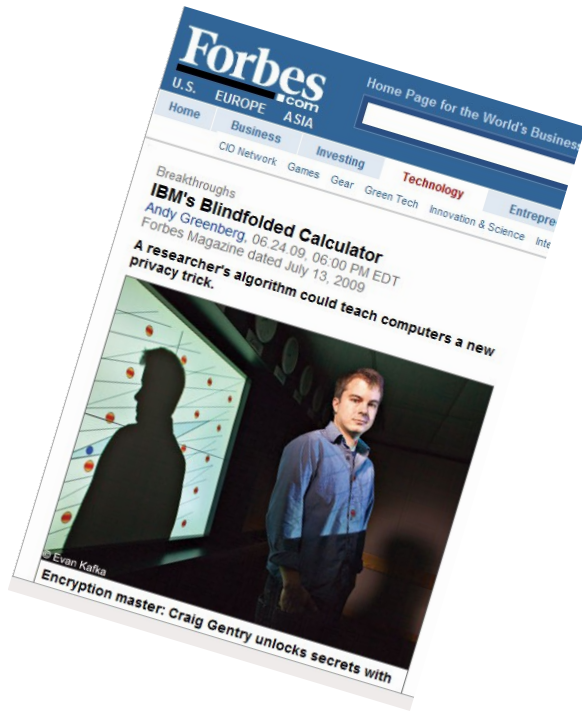 Forbes
.com
U.S. EUROPE ASIA
Home Page for the World's Business
Home Business Investing Technology Entrepre
CIO Network Games Gear Green Tech Innovation & Science Inte
Breakthroughs
IBM's Blindfolded Calculator
Andy Greenberg, 06.24.09, 06:00 PM EDT
Forbes Magazine dated July 13, 2009
A researcher's algorithm could teach computers a new
privacy trick.
© Evan Kafka
Encryption master: Craig Gentry unlocks secrets with